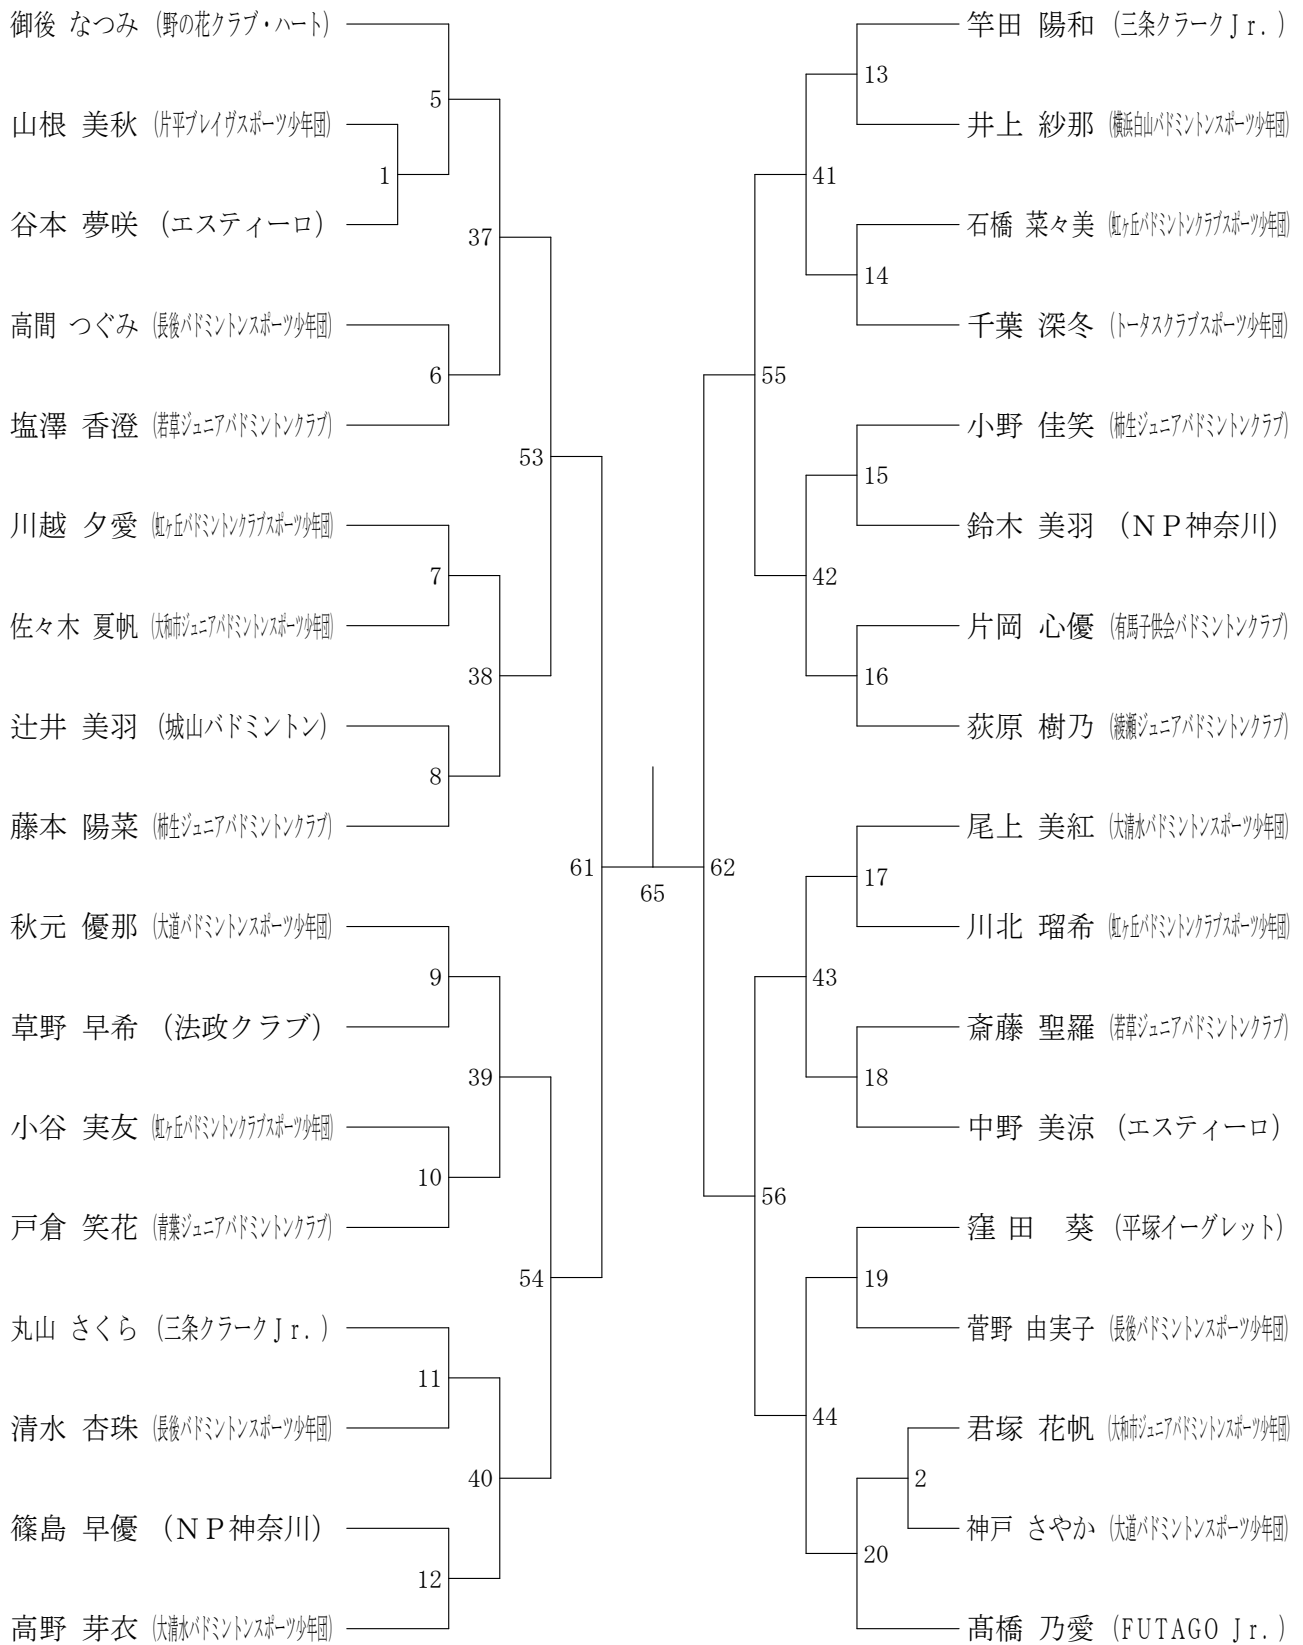 御後 なつみ (野の花クラブ・ハート)
5
山根 美秋 (片平ブレイヴスポーツ少年団)
1
谷本 夢咲 (エスティーロ)
37
高間 つぐみ (長後バドミントンスポーツ少年団)
6
塩澤 香澄 (若草ジュニアバドミントンクラブ)
53
川越 夕愛 (虹ヶ丘バドミントンクラブスポーツ少年団)
7
佐々木 夏帆 (大和市ジュニアバドミントンスポーツ少年団)
38
辻井 美羽 (城山バドミントン)
8
藤本 陽菜 (柿生ジュニアバドミントンクラブ)
61
秋元 優那 (大道バドミントンスポーツ少年団)
9
草野 早希 (法政クラブ)
39
小谷 実友 (虹ヶ丘バドミントンクラブスポーツ少年団)
10
戸倉 笑花 (青葉ジュニアバドミントンクラブ)
54
丸山 さくら (三条クラークＪr.)
11
清水 杏珠 (長後バドミントンスポーツ少年団)
40
篠島 早優 (ＮＰ神奈川)
12
高野 芽衣 (大清水バドミントンスポーツ少年団)
65
竿田 陽和 (三条クラークＪr.)
13
井上 紗那 (横浜白山バドミントンスポーツ少年団)
41
石橋 菜々美 (虹ヶ丘バドミントンクラブスポーツ少年団)
14
千葉 深冬 (トータスクラブスポーツ少年団)
55
小野 佳笑 (柿生ジュニアバドミントンクラブ)
15
鈴木 美羽 (ＮＰ神奈川)
42
片岡 心優 (有馬子供会バドミントンクラブ)
16
荻原 樹乃 (綾瀬ジュニアバドミントンクラブ)
尾上 美紅 (大清水バドミントンスポーツ少年団)
62
17
川北 瑠希 (虹ヶ丘バドミントンクラブスポーツ少年団)
43
斎藤 聖羅 (若草ジュニアバドミントンクラブ)
18
中野 美涼 (エスティーロ)
56
窪田 葵 (平塚イーグレット)
19
菅野 由実子 (長後バドミントンスポーツ少年団)
44
君塚 花帆 (大和市ジュニアバドミントンスポーツ少年団)
2
神戸 さやか (大道バドミントンスポーツ少年団)
20
髙橋 乃愛 (FUTAGO Jr.)